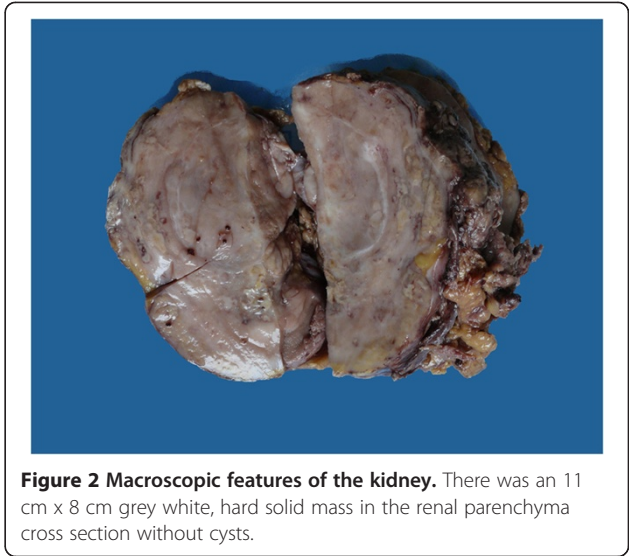 Figure 2 Macroscopic features of the kidney. There was an 11
cm x 8 cm grey white, hard solid mass in the renal parenchyma
cross section without cysts.